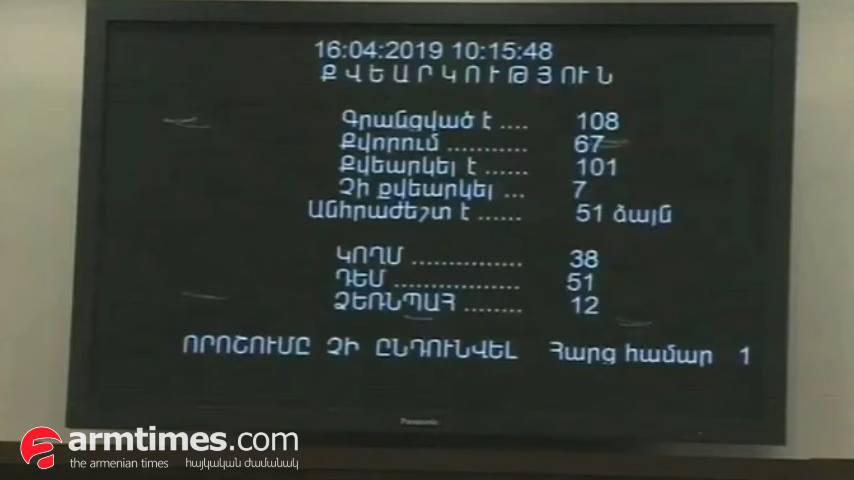 16:04:2019 10:15:48
ՔՎԵԱՐԿՈՒԹՅՈՒՆ
Գրանցված է .... 108
Քվորում ........... 67
Քվեարկել է ...... 101
Չի քվեարկել ... 7
Անհրաժեշտ է ...... 51 ձայն
ԿՈՂՄ ............... 38
ԴԵՄ ................. 51
ՁԵՌՆՊԱՀ ........ 12
ՈՐՈՇՈՒՄԸ ՉԻ ԸՆԴՈՒՆՎԵԼ Հարց համար 1
Panasonic
armtimes.com
the armenian times հայկական ժամանակ